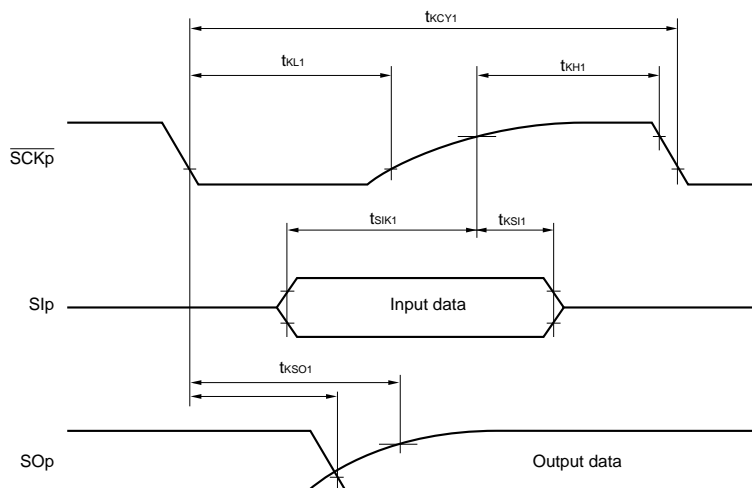 tKCY1
tKL1
tKH1
SCKp
tSIK1
tKSI1
SIp
Input data
tKSO1
SOp
Output data